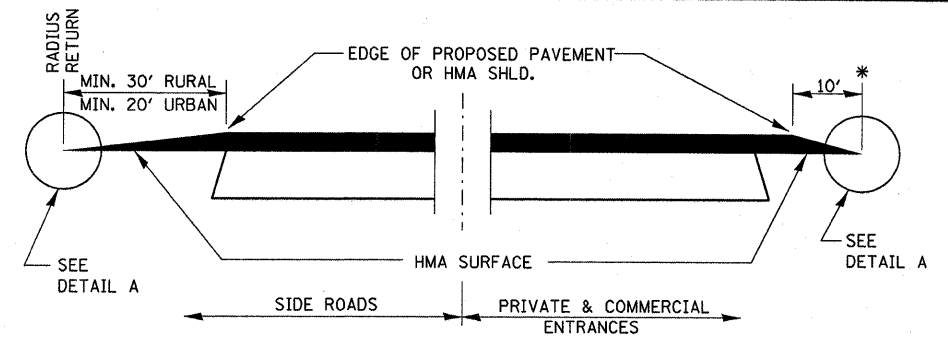 RADIUS
RETURN
MIN. 30' RURAL
MIN. 20' URBAN
EDGE OF PROPOSED PAVEMENT
OR HMA SHLD.
10'
*
SEE
DETAIL A
HMA SURFACE
SEE
DETAIL A
SIDE ROADS
PRIVATE & COMMERCIAL
ENTRANCES